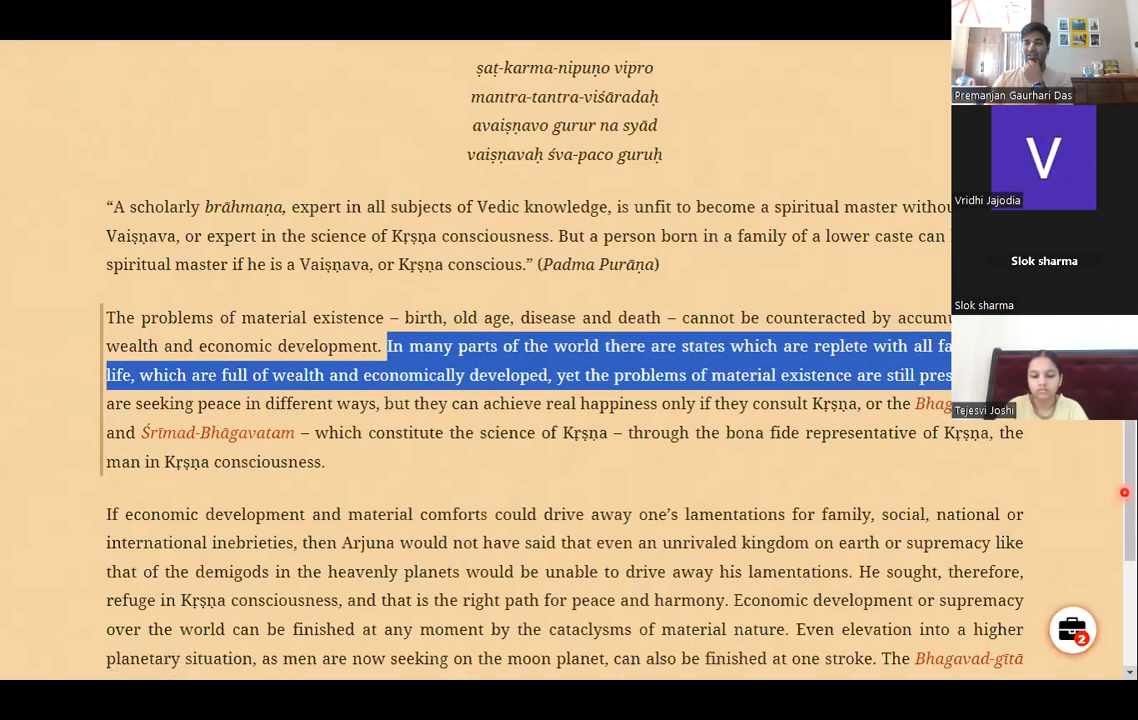 ṣaṭ-karma-nipuṇo vipro
mantra-tantra-viśāradaḥ
avaiṣṇavo gurur na syād
vaiṣṇavaḥ śva-paco guruḥ
“A scholarly brāhmaṇa, expert in all subjects of Vedic knowledge, is unfit to become a spiritual master
Vaiṣṇava, or expert in the science of Kṛṣṇa consciousness. But a person born in a family of a lower caste can
spiritual master if he is a Vaiṣṇava, or Kṛṣṇa conscious.” (Padma Purāṇa)
The problems of material existence – birth, old age, disease and death – cannot be counteracted by
wealth and economic development. In many parts of the world there are states which are replete with all
life, which are full of wealth and economically developed, yet the problems of material existence are still
are seeking peace in different ways, but they can achieve real happiness only if they consult Kṛṣṇa, or the
and Śrīmad-Bhāgavatam – which constitute the science of Kṛṣṇa – through the bona fide representative of Kṛṣṇa, the
man in Kṛṣṇa consciousness.
If economic development and material comforts could drive away one’s lamentations for family, social, national or
international inebrieties, then Arjuna would not have said that even an unrivaled kingdom on earth or supremacy like
that of the demigods in the heavenly planets would be unable to drive away his lamentations. He sought, therefore,
refuge in Kṛṣṇa consciousness, and that is the right path for peace and harmony. Economic development or supremacy
over the world can be finished at any moment by the cataclysms of material nature. Even elevation into a higher
planetary situation, as men are now seeking on the moon planet, can also be finished at one stroke. The Bhagavad-gītā
Premanjan Gaurhari Das
V
Vridhi Jajodia
Slok sharma
Slok sharma
Tejesvi Joshi
2